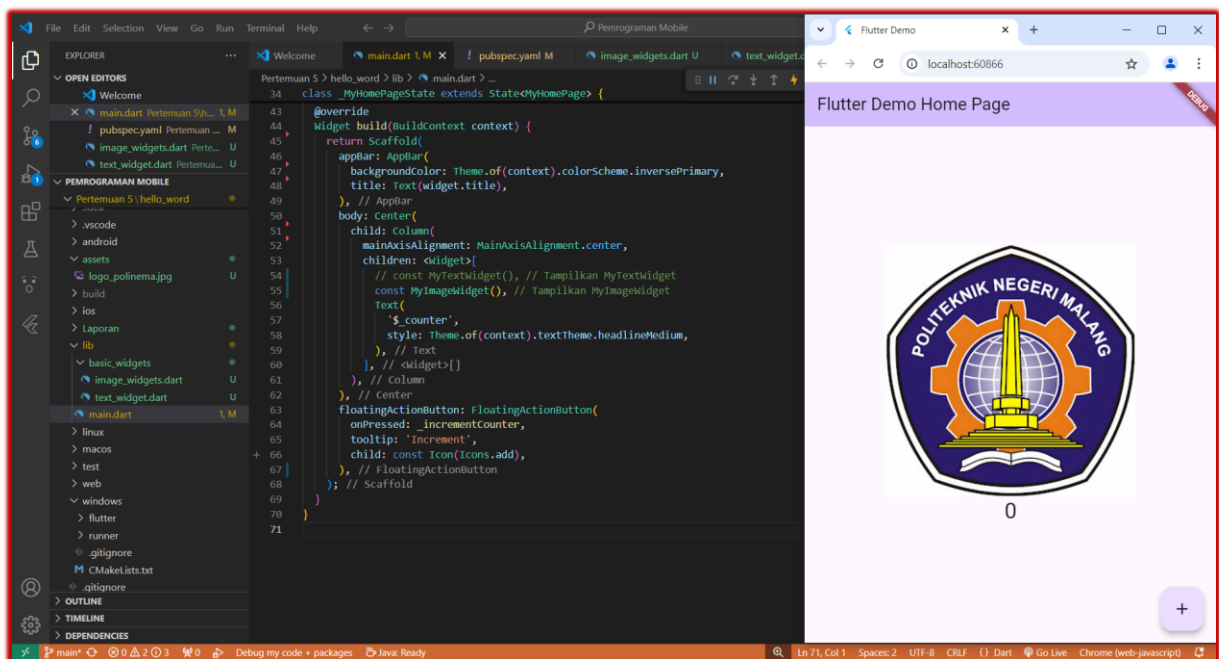 File Edit Selection View Go Run Terminal Help
Pemrograman Mobile
EXPLORER
OPEN EDITORS
Welcome
main.dart Pertemuan 5\h... 1, M
pubspec.yaml Pertemuan ... M
image_widgets.dart Perte... U
text_widget.dart Pertemua... U
PEMROGRAMAN MOBILE
Pertemuan 5 \ hello_word
.vscode
android
assets
logo_polinema.jpg U
build
ios
Laporan
lib
basic_widgets
image_widgets.dart U
text_widget.dart U
main.dart 1, M
linux
macos
test
web
windows
flutter
runner
.gitignore
CMakeLists.txt
.gitignore
OUTLINE
TIMELINE
DEPENDENCIES
6
1
Welcome
main.dart 1, M
pubspec.yaml M
image_widgets.dart U
text_widget.d
Pertemuan 5 > hello_word > lib > main.dart > ...
34 class _MyHomePageState extends State<MyHomePage> {
43 @override
44 Widget build(BuildContext context) {
45 return Scaffold(
46 appBar: AppBar(
47 backgroundColor: Theme.of(context).colorScheme.inversePrimary,
48 title: Text(widget.title),
49 ), // AppBar
50 body: Center(
51 child: Column(
52 mainAxisAlignment: MainAxisAlignment.center,
53 children: <Widget>[
54 // const MyTextWidget(), // Tampilkan MyTextWidget
55 const MyImageWidget(), // Tampilkan MyImageWidget
56 Text(
57 '$_counter',
58 style: Theme.of(context).textTheme.headlineMedium,
59 ), // Text
60 ], // <Widget>[]
61 ), // Column
62 ), // Center
63 floatingActionButton: FloatingActionButton(
64 onPressed: _incrementCounter,
65 tooltip: 'Increment',
66 child: const Icon(Icons.add),
67 ), // FloatingActionButton
68 ); // Scaffold
69 }
70 }
71
Flutter Demo
localhost:60866
Flutter Demo Home Page
DEBUG
POLITEKNIK NEGERI MALANG
0
+
main* 0 2 3 0 Debug my code + packages Java: Ready
Ln 71, Col 1 Spaces: 2 UTF-8 CRLF {} Dart Go Live Chrome (web-javascript)